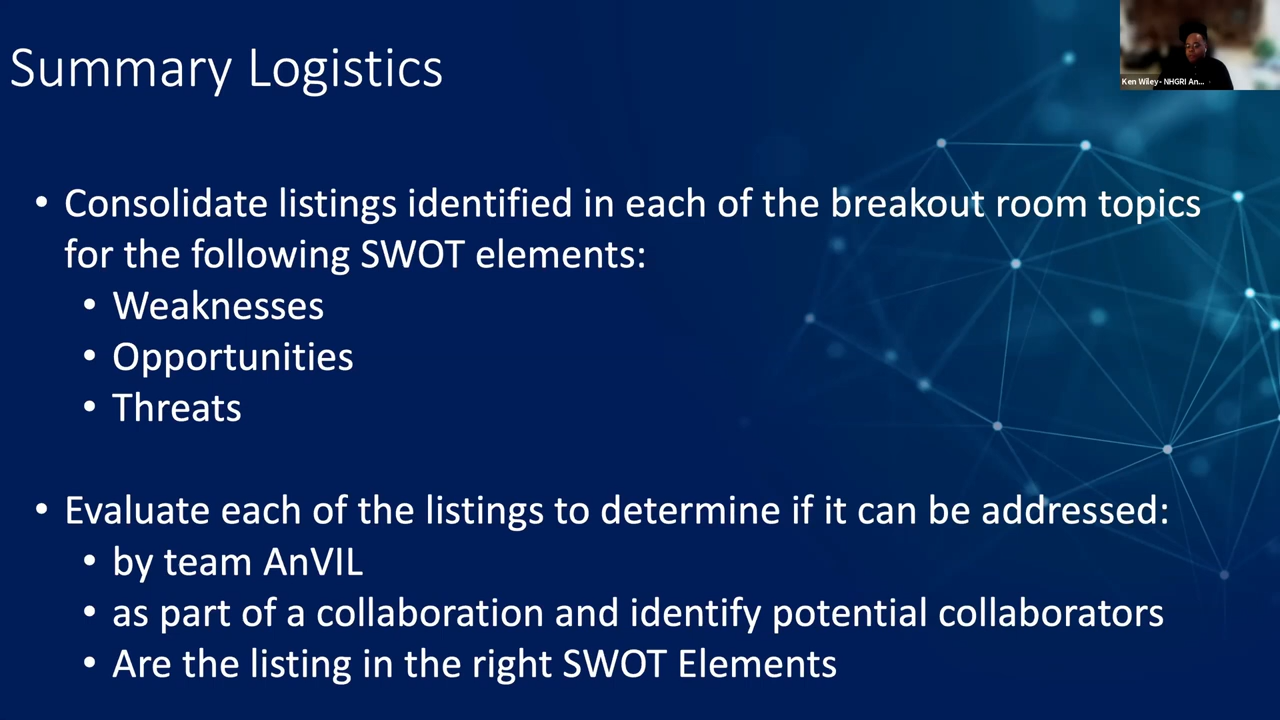 Summary Logistics
Ken Wiley - NHGRI An...
• Consolidate listings identified in each of the breakout room topics
for the following SWOT elements:
• Weaknesses
• Opportunities
• Threats
• Evaluate each of the listings to determine if it can be addressed:
• by team AnVIL
• as part of a collaboration and identify potential collaborators
• Are the listing in the right SWOT Elements